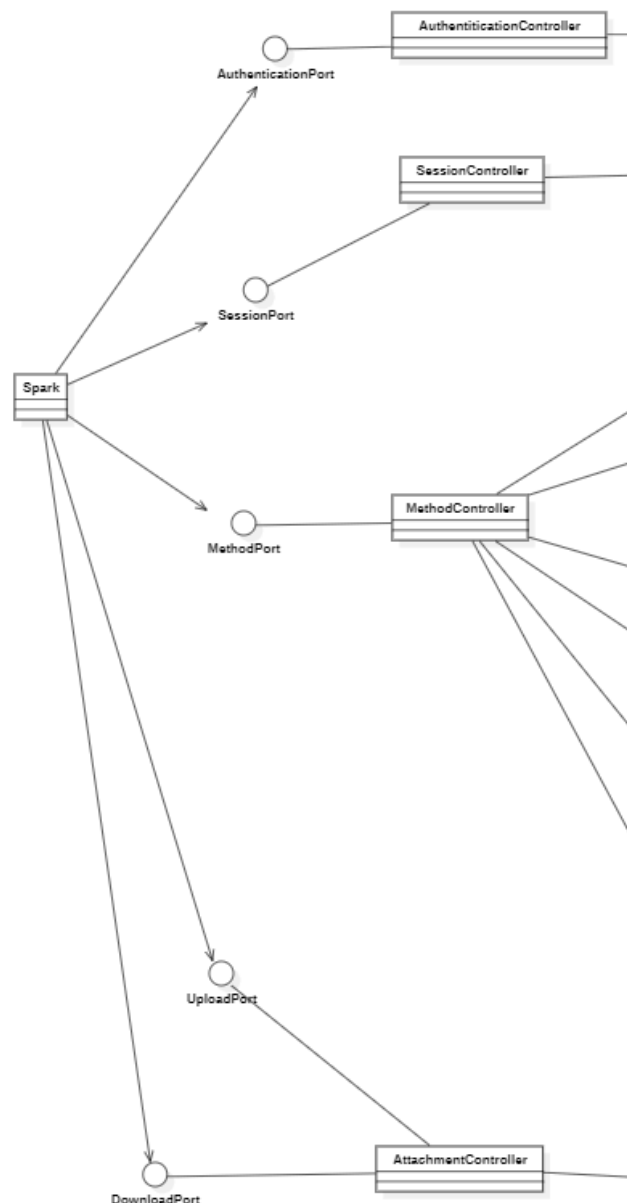 AuthentiticationController
AuthenticationPort
SessionController
SessionPort
Spark
MethodController
MethodPort
UploadPort
AttachmentController
DownloadPort